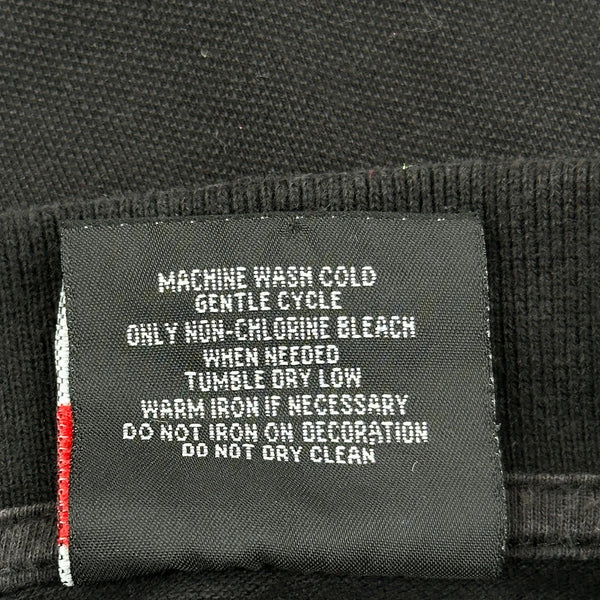 MACHINE WASH COLD
GENTLE CYCLE
ONLY NON-CHLORINE BLEACH
WHEN NEEDED
TUMBLE DRY LOW
WARM IRON IF NECESSARY
DO NOT IRON ON DECORATION
DO NOT DRY CLEAN